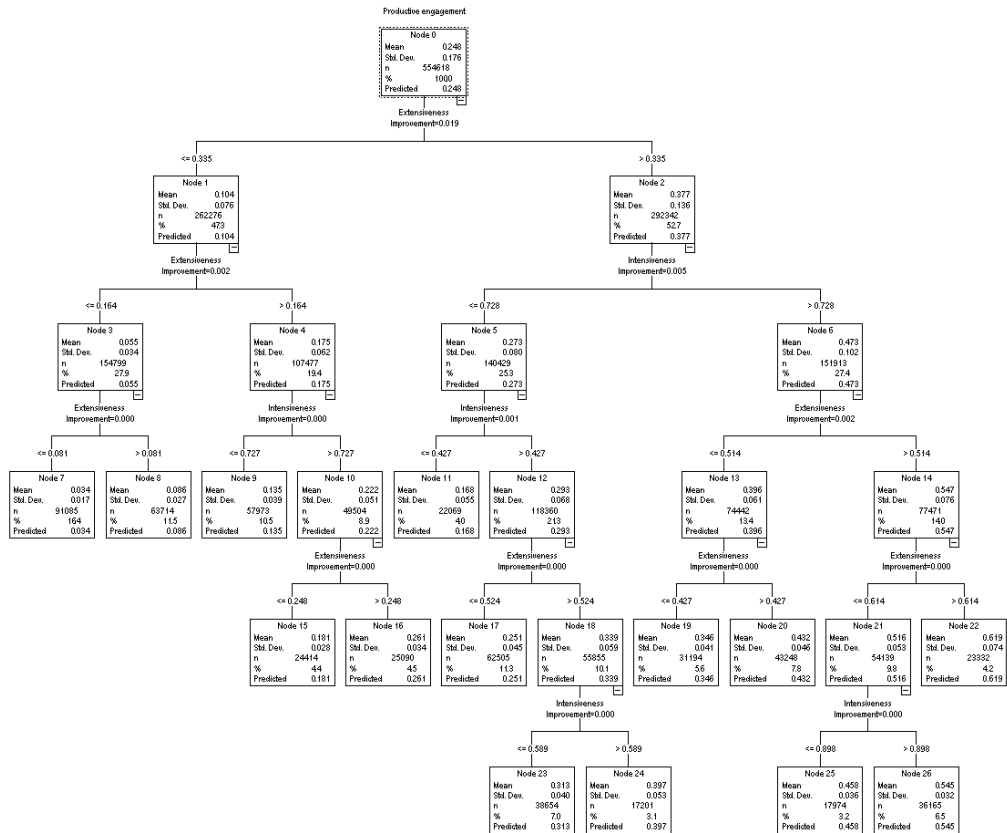 Productive engagement
Node 0
Mean 0.248
Std. Dev. 0.176
n 554618
% 1000
Predicted 0.248
Extensiveness
Improvement=0.019
<= 0.335
> 0.335
Node 1
Mean 0.104
Std. Dev. 0.076
n 262276
% 47.3
Predicted 0.104
Node 2
Mean 0.377
Std. Dev. 0.136
n 292342
% 52.7
Predicted 0.377
Extensiveness
Improvement=0.002
Intensiveness
Improvement=0.005
<= 0.164
> 0.164
<= 0.728
> 0.728
Node 3
Mean 0.055
Std. Dev. 0.034
n 154799
% 27.9
Predicted 0.055
Node 4
Mean 0.175
Std. Dev. 0.062
n 107477
% 19.4
Predicted 0.175
Node 5
Mean 0.273
Std. Dev. 0.080
n 140429
% 25.3
Predicted 0.273
Node 6
Mean 0.473
Std. Dev. 0.102
n 151913
% 27.4
Predicted 0.473
Extensiveness
Improvement=0.000
Intensiveness
Improvement=0.000
Intensiveness
Improvement=0.001
Extensiveness
Improvement=0.002
<= 0.081
> 0.081
<= 0.727
> 0.727
<= 0.427
> 0.427
<= 0.514
> 0.514
Node 7
Mean 0.034
Std. Dev. 0.017
n 91085
% 164
Predicted 0.034
Node 8
Mean 0.086
Std. Dev. 0.027
n 63714
% 11.5
Predicted 0.086
Node 9
Mean 0.135
Std. Dev. 0.039
n 57973
% 10.5
Predicted 0.135
Node 10
Mean 0.222
Std. Dev. 0.051
n 49504
% 8.9
Predicted 0.222
Node 11
Mean 0.168
Std. Dev. 0.055
n 22069
% 40
Predicted 0.168
Node 12
Mean 0.293
Std. Dev. 0.068
n 118360
% 213
Predicted 0.293
Node 13
Mean 0.396
Std. Dev. 0.061
n 74442
% 13.4
Predicted 0.396
Node 14
Mean 0.547
Std. Dev. 0.076
n 77471
% 140
Predicted 0.547
Extensiveness
Improvement=0.000
Extensiveness
Improvement=0.000
Extensiveness
Improvement=0.000
Extensiveness
Improvement=0.000
<= 0.248
> 0.248
<= 0.524
> 0.524
<= 0.427
> 0.427
<= 0.614
> 0.614
Node 15
Mean 0.181
Std. Dev. 0.028
n 24414
% 4.4
Predicted 0.181
Node 16
Mean 0.261
Std. Dev. 0.034
n 25090
% 45
Predicted 0.261
Node 17
Mean 0.251
Std. Dev. 0.045
n 62505
% 11.3
Predicted 0.251
Node 18
Mean 0.339
Std. Dev. 0.059
n 55855
% 10.1
Predicted 0.339
Node 19
Mean 0.346
Std. Dev. 0.041
n 31194
% 5.6
Predicted 0.346
Node 20
Mean 0.432
Std. Dev. 0.046
n 43248
% 7.8
Predicted 0.432
Node 21
Mean 0.516
Std. Dev. 0.053
n 54139
% 9.8
Predicted 0.516
Node 22
Mean 0.619
Std. Dev. 0.074
n 23332
% 4.2
Predicted 0.619
Intensiveness
Improvement=0.000
Intensiveness
Improvement=0.000
<= 0.589
> 0.589
<= 0.898
> 0.898
Node 23
Mean 0.313
Std. Dev. 0.040
n 38654
% 7.0
Predicted 0.313
Node 24
Mean 0.397
Std. Dev. 0.053
n 17201
% 3.1
Predicted 0.397
Node 25
Mean 0.458
Std. Dev. 0.036
n 17974
% 3.2
Predicted 0.458
Node 26
Mean 0.545
Std. Dev. 0.032
n 36165
% 6.5
Predicted 0.545